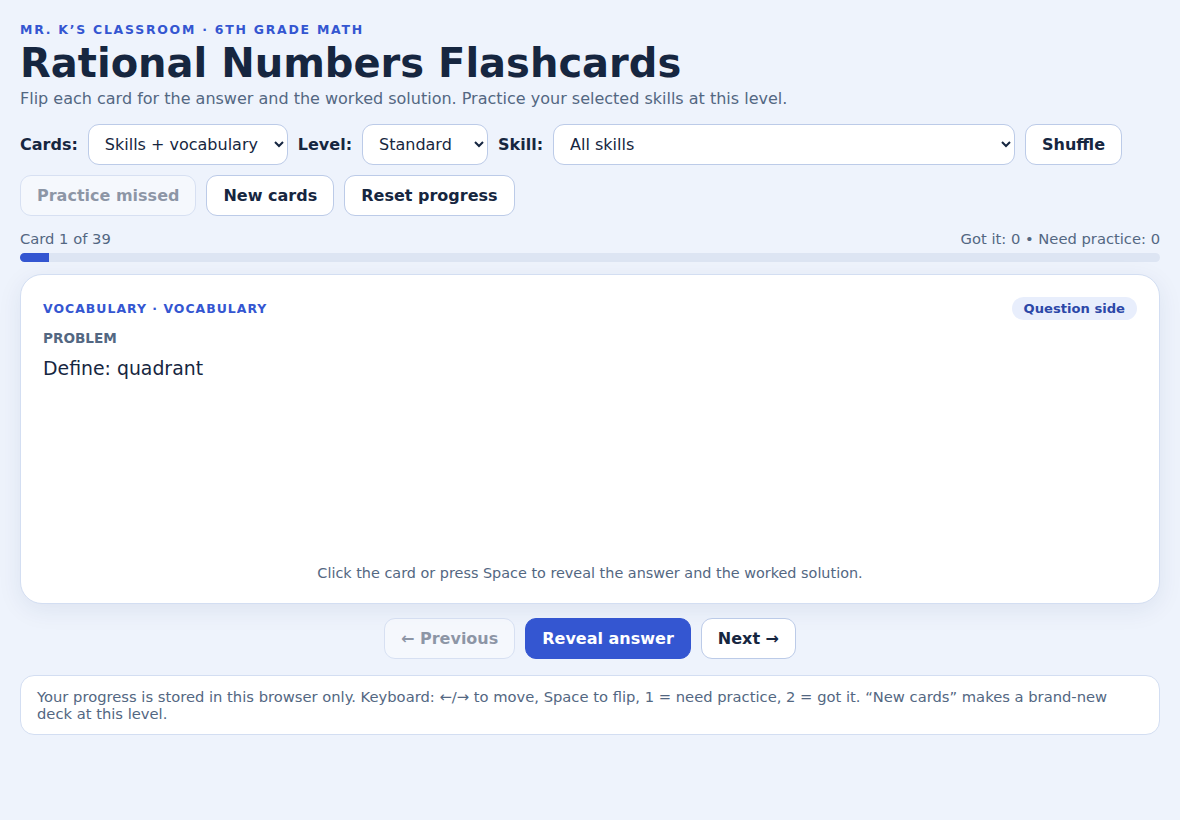 MR. K’S CLASSROOM · 6TH GRADE MATH
Rational Numbers Flashcards
Flip each card for the answer and the worked solution. Practice your selected skills at this level.
Cards: Skills + vocabulary Level: Standard Skill: All skills Shuffle
Practice missed New cards Reset progress
Card 1 of 39 Got it: 0 • Need practice: 0
VOCABULARY · VOCABULARY Question side
PROBLEM
Define: quadrant
Click the card or press Space to reveal the answer and the worked solution.
← Previous Reveal answer Next →
Your progress is stored in this browser only. Keyboard: ←/→ to move, Space to flip, 1 = need practice, 2 = got it. “New cards” makes a brand-new
deck at this level.